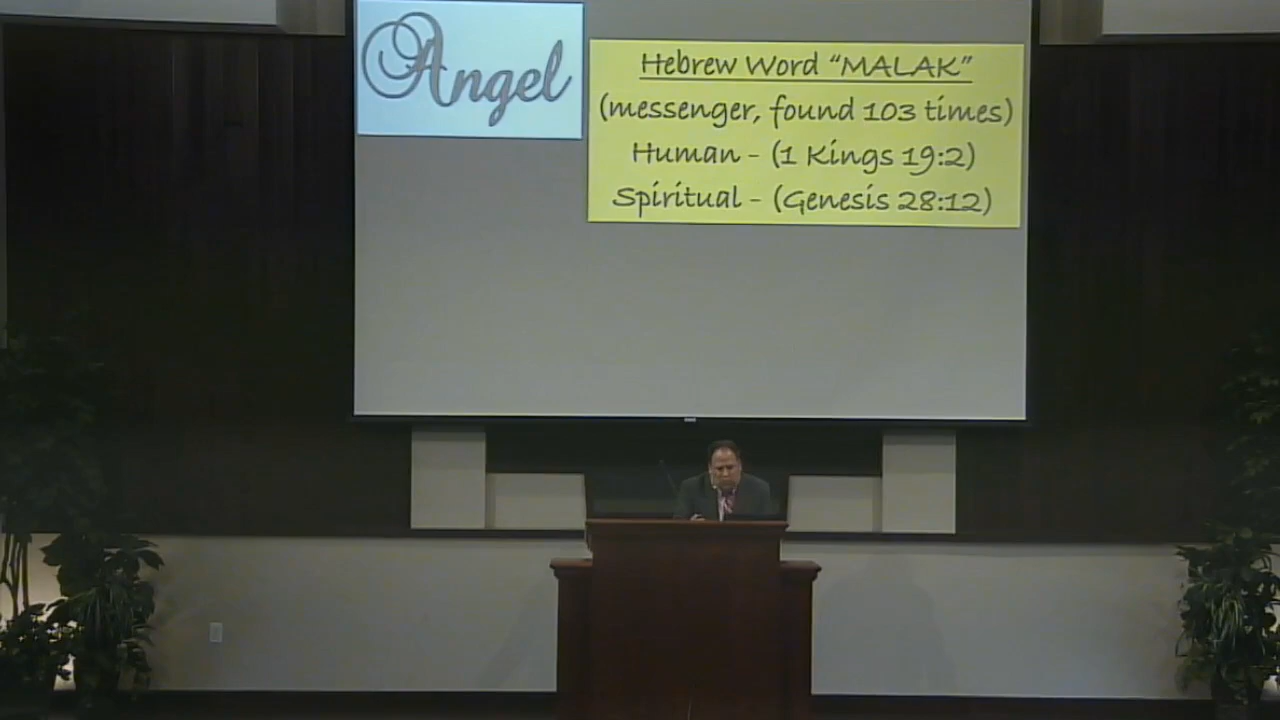 Angel
Hebrew Word “MALAK”
(messenger, found 103 times)
Human - (1 Kings 19:2)
Spiritual - (Genesis 28:12)